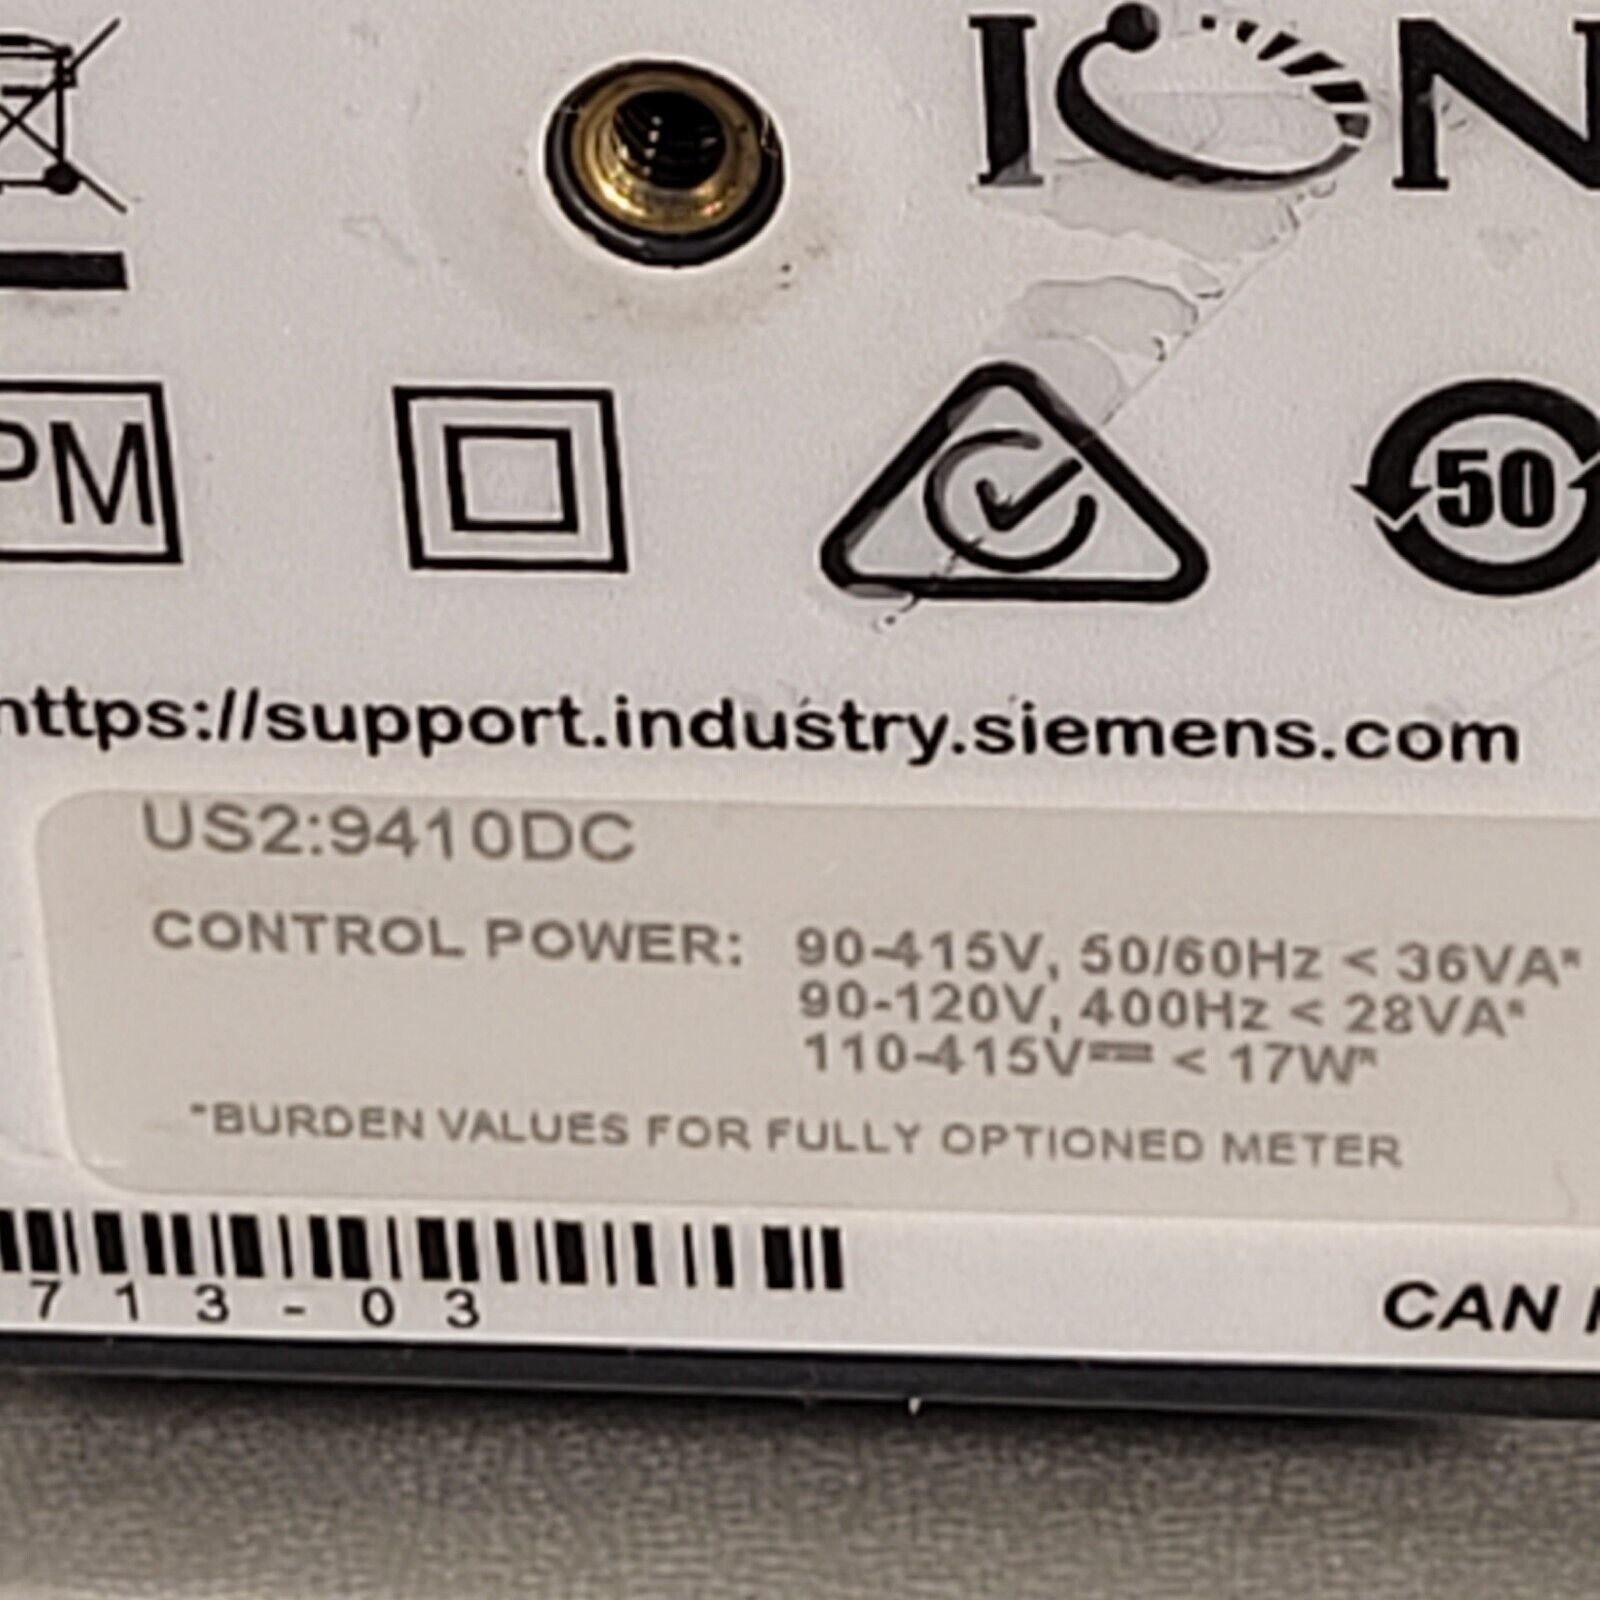 ION
PM
50
https://support.industry.siemens.com
US2:9410DC
CONTROL POWER: 90-415V, 50/60Hz < 36VA*
90-120V, 400Hz < 28VA*
110-415V⎓ < 17W*
*BURDEN VALUES FOR FULLY OPTIONED METER
713-03
CAN